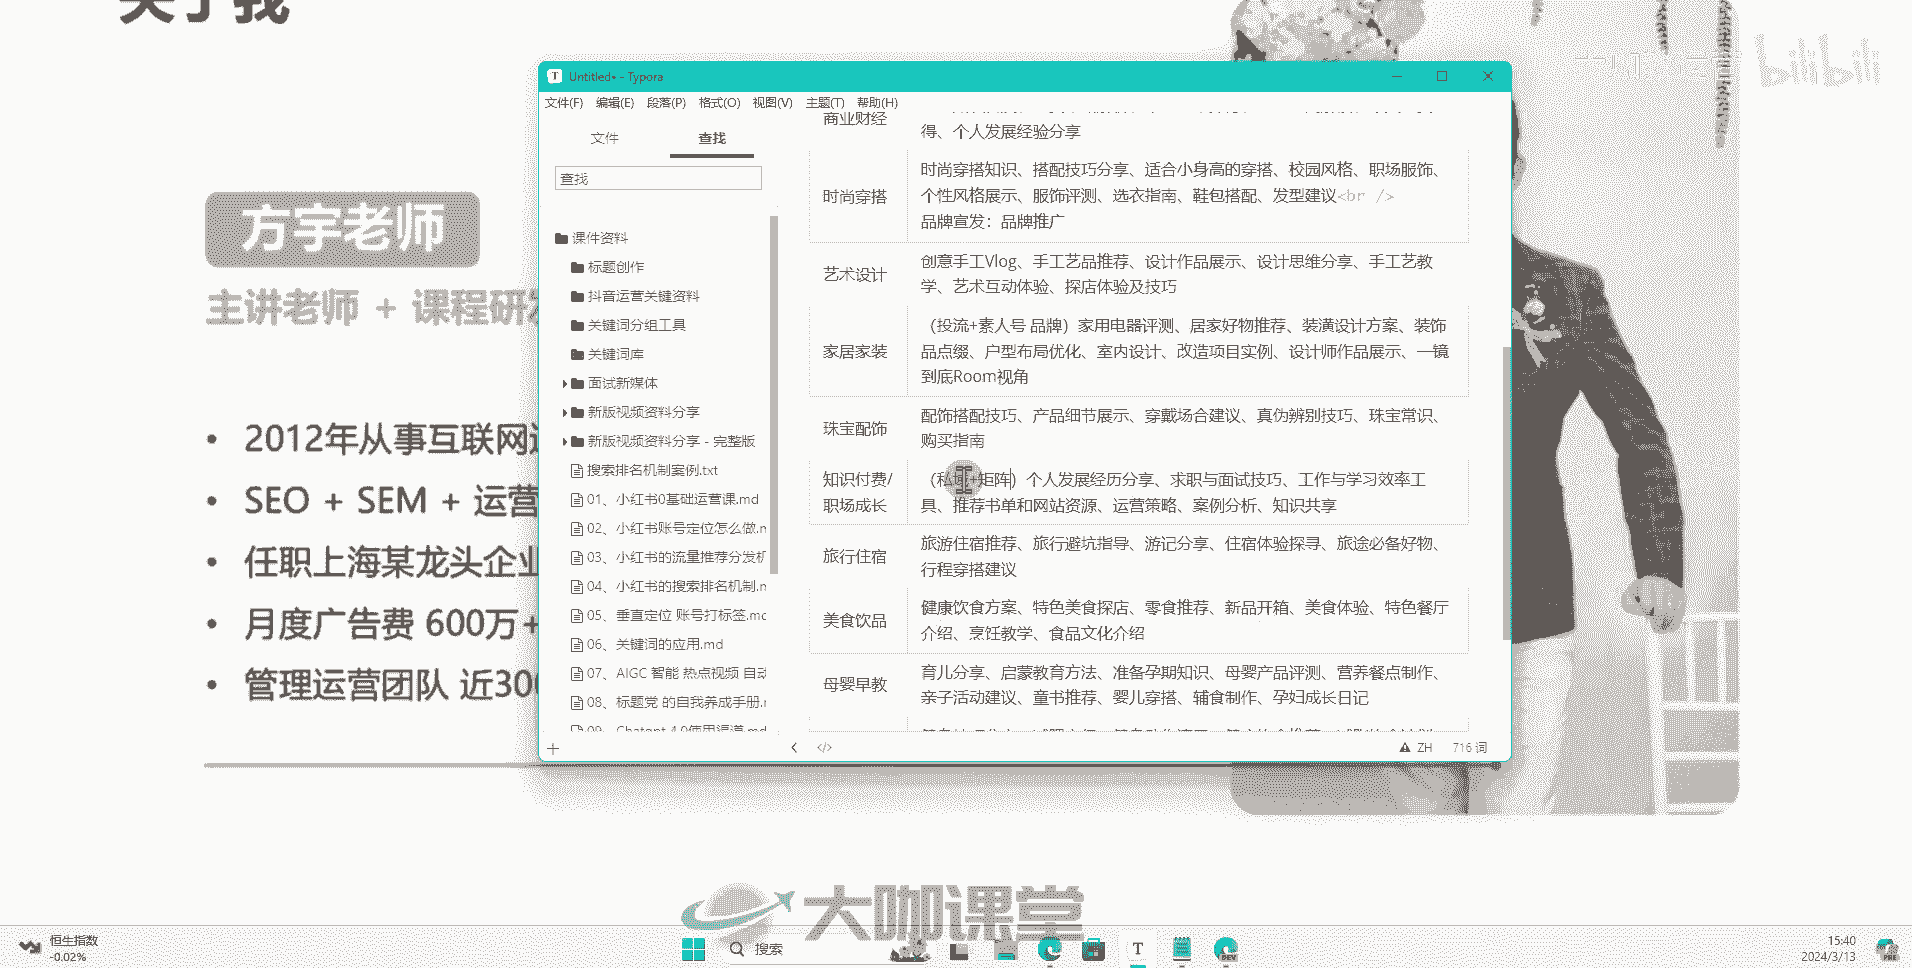 关于我
bilibili
方宇老师
主讲老师 + 课程研发
• 2012年从事互联网运
• SEO + SEM + 运营
• 任职上海某龙头企业
• 月度广告费 600万+
• 管理运营团队 近300
Untitled• - Typora
文件(F) 编辑(E) 段落(P) 格式(O) 视图(V) 主题(T) 帮助(H)
文件 查找
查找
课件资料
标题创作
抖音运营关键资料
关键词分组工具
关键词库
面试新媒体
新版视频资料分享
新版视频资料分享 - 完整版
搜索排名机制案例.txt
01、小红书0基础运营课.md
02、小红书账号定位怎么做.m
03、小红书的流量推荐分发机
04、小红书的搜索排名机制.m
05、垂直定位 账号打标签.md
06、关键词的应用.md
07、AIGC 智能 热点视频 自动
08、标题党 的自我养成手册.m
09、Chatgpt 4.0使用渠道.md
商业财经
得、个人发展经验分享
时尚穿搭
时尚穿搭知识、搭配技巧分享、适合小身高的穿搭、校园风格、职场服饰、
个性风格展示、服饰评测、选衣指南、鞋包搭配、发型建议<br />
品牌宣发：品牌推广
艺术设计
创意手工Vlog、手工艺品推荐、设计作品展示、设计思维分享、手工艺教
学、艺术互动体验、探店体验及技巧
家居家装
（投流+素人号 品牌）家用电器评测、居家好物推荐、装潢设计方案、装饰
品点缀、户型布局优化、室内设计、改造项目实例、设计师作品展示、一镜
到底Room视角
珠宝配饰
配饰搭配技巧、产品细节展示、穿戴场合建议、真伪辨别技巧、珠宝常识、
购买指南
知识付费/
职场成长
（私域+矩阵）个人发展经历分享、求职与面试技巧、工作与学习效率工
具、推荐书单和网站资源、运营策略、案例分析、知识共享
旅行住宿
旅游住宿推荐、旅行避坑指导、游记分享、住宿体验探寻、旅途必备好物、
行程穿搭建议
美食饮品
健康饮食方案、特色美食探店、零食推荐、新品开箱、美食体验、特色餐厅
介绍、烹饪教学、食品文化介绍
母婴早教
育儿分享、启蒙教育方法、准备孕期知识、母婴产品评测、营养餐点制作、
亲子活动建议、童书推荐、婴儿穿搭、辅食制作、孕妇成长日记
ZH 716 词
大咖课堂
恒生指数
-0.02%
搜索
DEV
15:40
2024/3/13
PRE